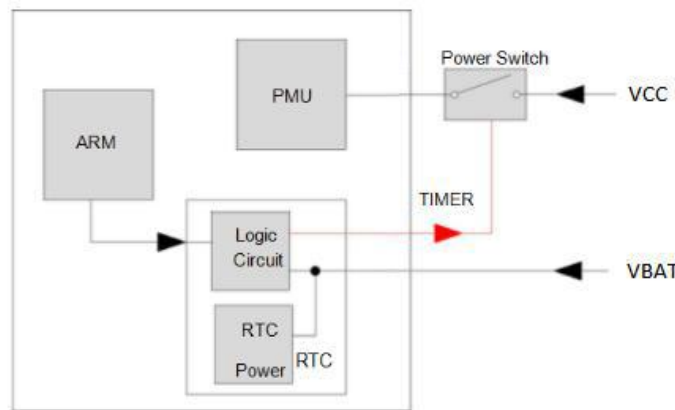 Power Switch
PMU
VCC
ARM
TIMER
Logic
Circuit
VBAT
RTC
Power
RTC